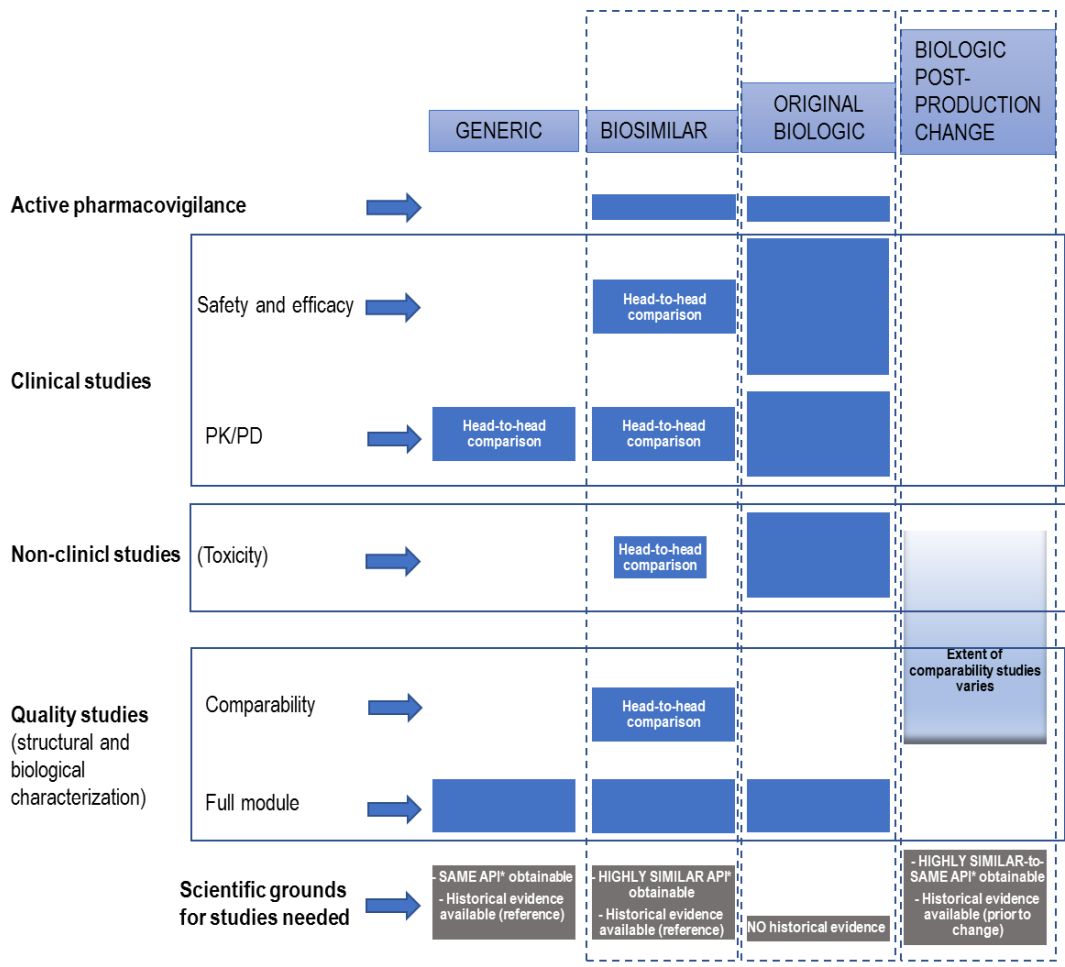 GENERIC
BIOSIMILAR
ORIGINAL
BIOLOGIC
BIOLOGIC
POST-
PRODUCTION
CHANGE
Active pharmacovigilance
Clinical studies
Safety and efficacy
Head-to-head
comparison
PK/PD
Head-to-head
comparison
Head-to-head
comparison
Non-clinicl studies
(Toxicity)
Head-to-head
comparison
Extent of
comparability studies
varies
Quality studies
(structural and
biological
characterization)
Comparability
Head-to-head
comparison
Full module
Scientific grounds
for studies needed
- SAME API* obtainable
- Historical evidence
available (reference)
- HIGHLY SIMILAR API*
obtainable
- Historical evidence
available (reference)
NO historical evidence
- HIGHLY SIMILAR-to-
SAME API* obtainable
- Historical evidence
available (prior to
change)